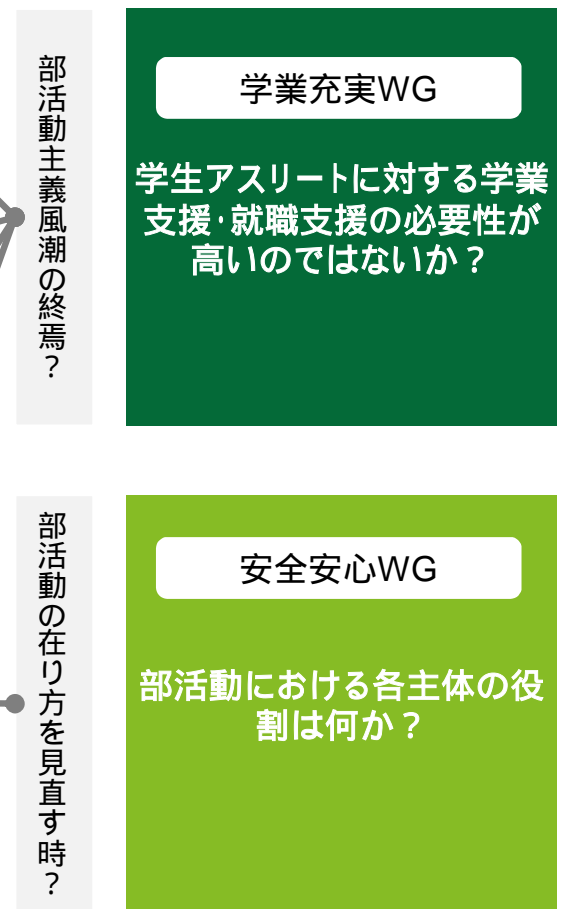 部活動主義風潮の終焉？
学業充実WG
学生アスリートに対する学業
支援･就職支援の必要性が
高いのではないか？
部活動の在り方を見直す時？
安全安心WG
部活動における各主体の役
割は何か？